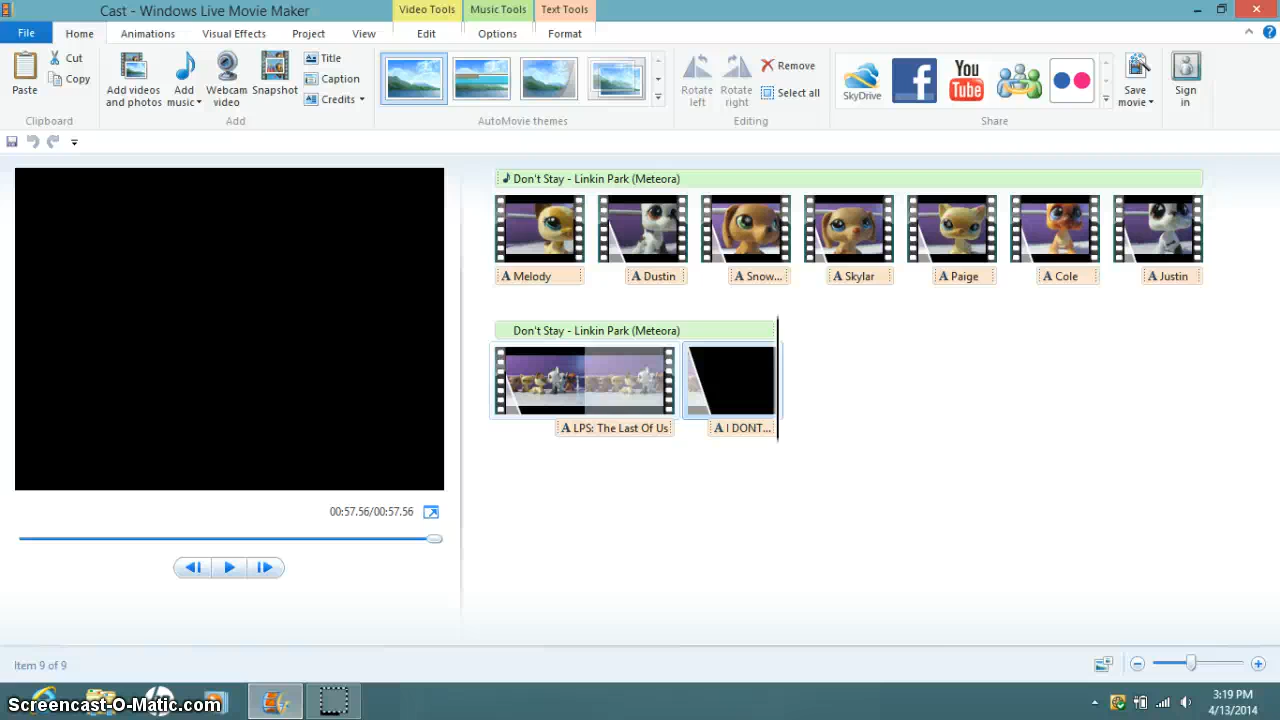 Cast - Windows Live Movie Maker
Video Tools
Music Tools
Text Tools
File
Home
Animations
Visual Effects
Project
View
Edit
Options
Format
Paste
Cut
Copy
Clipboard
Add videos and photos
Add music
Webcam video
Snapshot
Title
Caption
Credits
Add
AutoMovie themes
Rotate left
Rotate right
Remove
Select all
Editing
SkyDrive
You Tube
Share
Save movie
Sign in
Don't Stay - Linkin Park (Meteora)
A Melody
A Dustin
A Snow...
A Skylar
A Paige
A Cole
A Justin
Don't Stay - Linkin Park (Meteora)
A LPS: The Last Of Us
A I DONT...
00:57.56/00:57.56
Item 9 of 9
Screencast-O-Matic.com
3:19 PM
4/13/2014